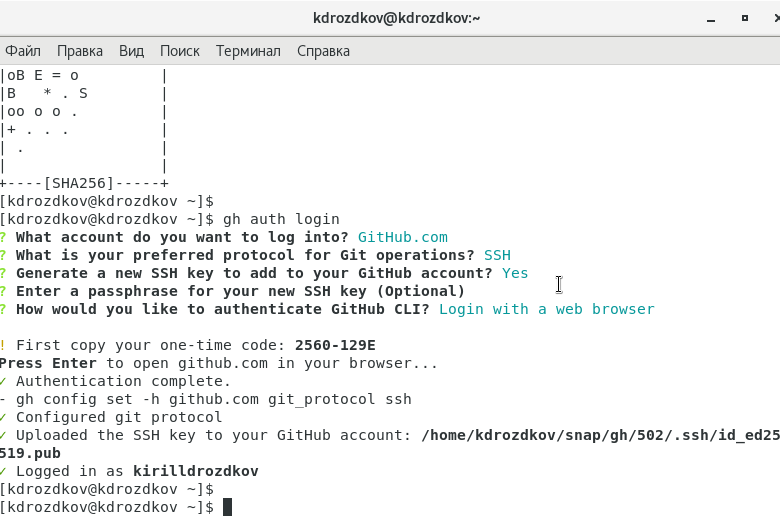 kdrozdkov@kdrozdkov:~
Файл Правка Вид Поиск Терминал Справка
|oB E = o         |
|B   * . S        |
|oo o o .         |
|+ . . .          |
| .               |
|                 |
+----[SHA256]-----+
[kdrozdkov@kdrozdkov ~]$
[kdrozdkov@kdrozdkov ~]$ gh auth login
? What account do you want to log into? GitHub.com
? What is your preferred protocol for Git operations? SSH
? Generate a new SSH key to add to your GitHub account? Yes
? Enter a passphrase for your new SSH key (Optional)
? How would you like to authenticate GitHub CLI? Login with a web browser
! First copy your one-time code: 2560-129E
Press Enter to open github.com in your browser...
✓ Authentication complete.
- gh config set -h github.com git_protocol ssh
✓ Configured git protocol
✓ Uploaded the SSH key to your GitHub account: /home/kdrozdkov/snap/gh/502/.ssh/id_ed25
519.pub
✓ Logged in as kirilldrozdkov
[kdrozdkov@kdrozdkov ~]$
[kdrozdkov@kdrozdkov ~]$